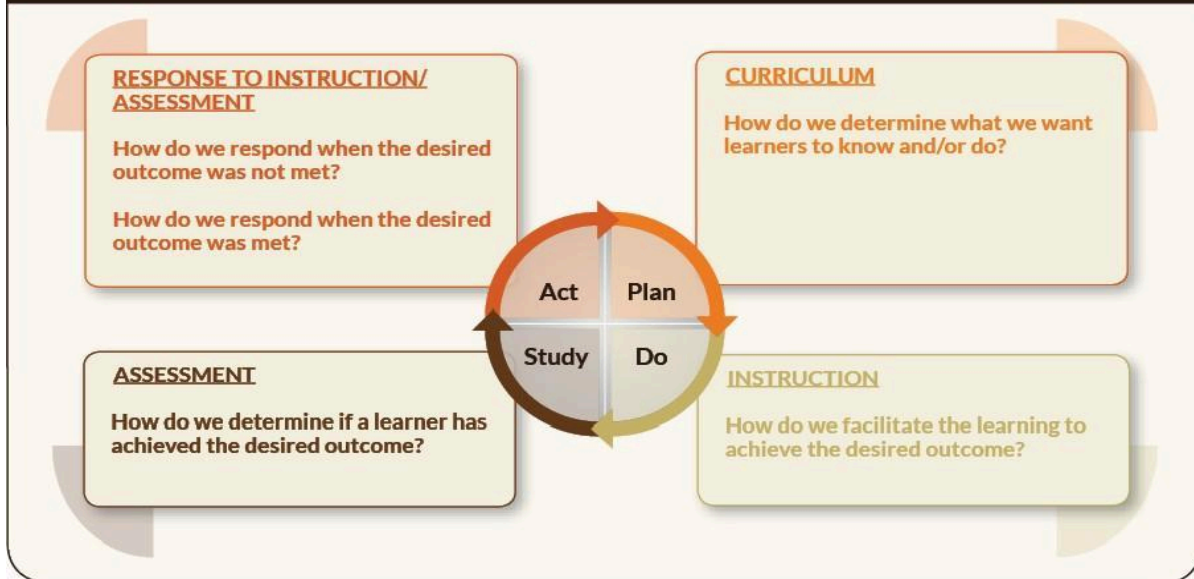 RESPONSE TO INSTRUCTION/
ASSESSMENT
How do we respond when the desired
outcome was not met?
How do we respond when the desired
outcome was met?
CURRICULUM
How do we determine what we want
learners to know and/or do?
Act
Plan
Study
Do
ASSESSMENT
How do we determine if a learner has
achieved the desired outcome?
INSTRUCTION
How do we facilitate the learning to
achieve the desired outcome?